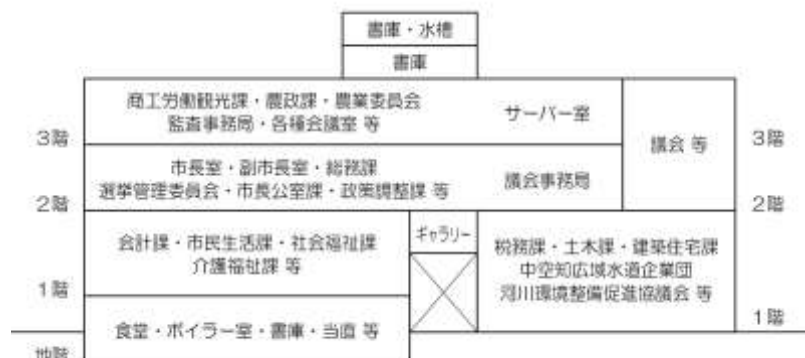 書庫・水槽
書庫
商工労働観光課・農政課・農業委員会
監査事務局・各種会議室 等
サーバー室
議会 等
3階
3階
市長室・副市長室・総務課
選挙管理委員会・市長公室課・政策調整課 等
議会事務局
2階
2階
会計課・市民生活課・社会福祉課
介護福祉課 等
ギャラリー
税務課・土木課・建築住宅課
中空知広域水道企業団
河川環境整備促進協議会 等
1階
1階
食堂・ボイラー室・書庫・当直 等
地階